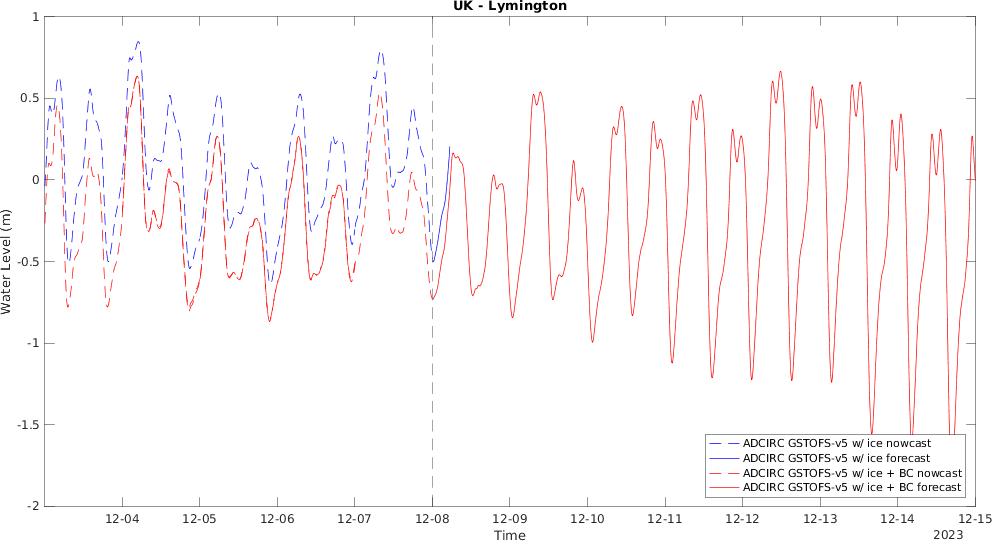 UK - Lymington
1
0.5
0
-0.5
-1
-1.5
-2
Water Level (m)
12-04 12-05 12-06 12-07 12-08 12-09 12-10 12-11 12-12 12-13 12-14 12-15
Time
2023
ADCIRC GSTOFS-v5 w/ ice nowcast
ADCIRC GSTOFS-v5 w/ ice forecast
ADCIRC GSTOFS-v5 w/ ice + BC nowcast
ADCIRC GSTOFS-v5 w/ ice + BC forecast